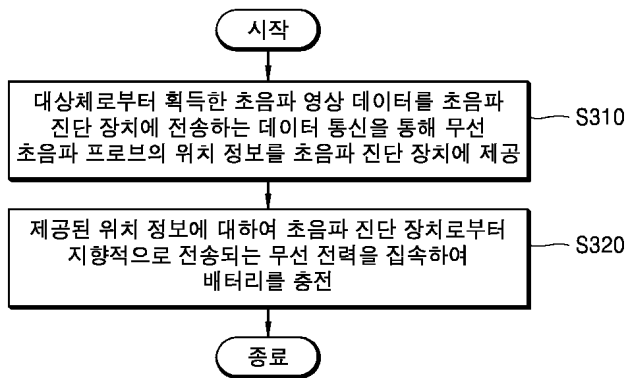 시작
대상체로부터 획득한 초음파 영상 데이터를 초음파
진단 장치에 전송하는 데이터 통신을 통해 무선
초음파 프로브의 위치 정보를 초음파 진단 장치에 제공
S310
제공된 위치 정보에 대하여 초음파 진단 장치로부터
지향적으로 전송되는 무선 전력을 집속하여
배터리를 충전
S320
종료